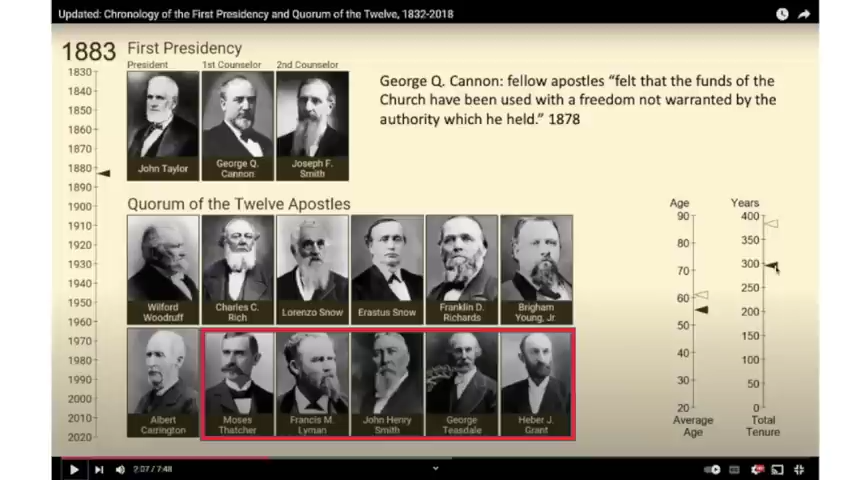 Updated: Chronology of the First Presidency and Quorum of the Twelve, 1832-2018
1883 First Presidency
President 1st Counselor 2nd Counselor
1830
1840
1850
1860
1870
1880
1890
1900
1910
1920
1930
1940
1950
1960
1970
1980
1990
2000
2010
2020
John Taylor
George Q. Cannon
Joseph F. Smith
George Q. Cannon: fellow apostles “felt that the funds of the
Church have been used with a freedom not warranted by the
authority which he held.” 1878
Quorum of the Twelve Apostles
Wilford Woodruff
Charles C. Rich
Lorenzo Snow
Erastus Snow
Franklin D. Richards
Brigham Young, Jr
Albert Carrington
Moses Thatcher
Francis M. Lyman
John Henry Smith
George Teasdale
Heber J. Grant
Age
90
80
70
60
50
40
30
20
Average Age
Years
400
350
300
250
200
150
100
50
0
Total Tenure
2:07 / 7:48